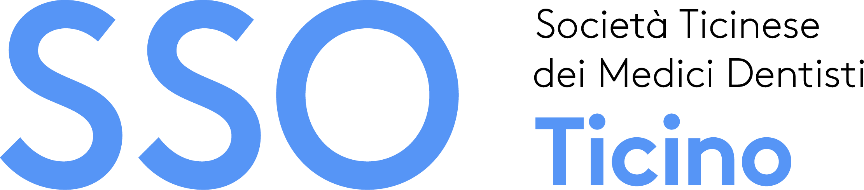 SSO
Società Ticinese
dei Medici Dentisti
Ticino